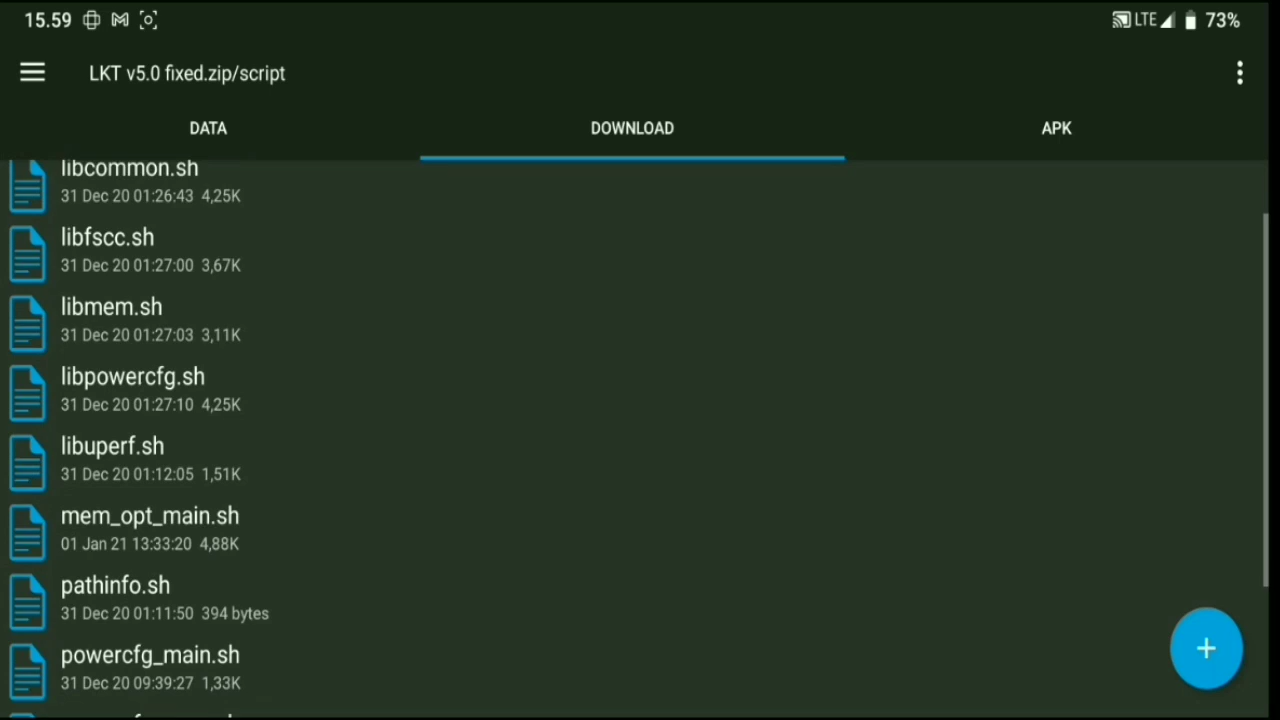 15.59 LTE 73%
LKT v5.0 fixed.zip/script
DATA DOWNLOAD APK
libcommon.sh
31 Dec 20 01:26:43 4,25K
libfscc.sh
31 Dec 20 01:27:00 3,67K
libmem.sh
31 Dec 20 01:27:03 3,11K
libpowercfg.sh
31 Dec 20 01:27:10 4,25K
libuperf.sh
31 Dec 20 01:12:05 1,51K
mem_opt_main.sh
01 Jan 21 13:33:20 4,88K
pathinfo.sh
31 Dec 20 01:11:50 394 bytes
powercfg_main.sh
31 Dec 20 09:39:27 1,33K